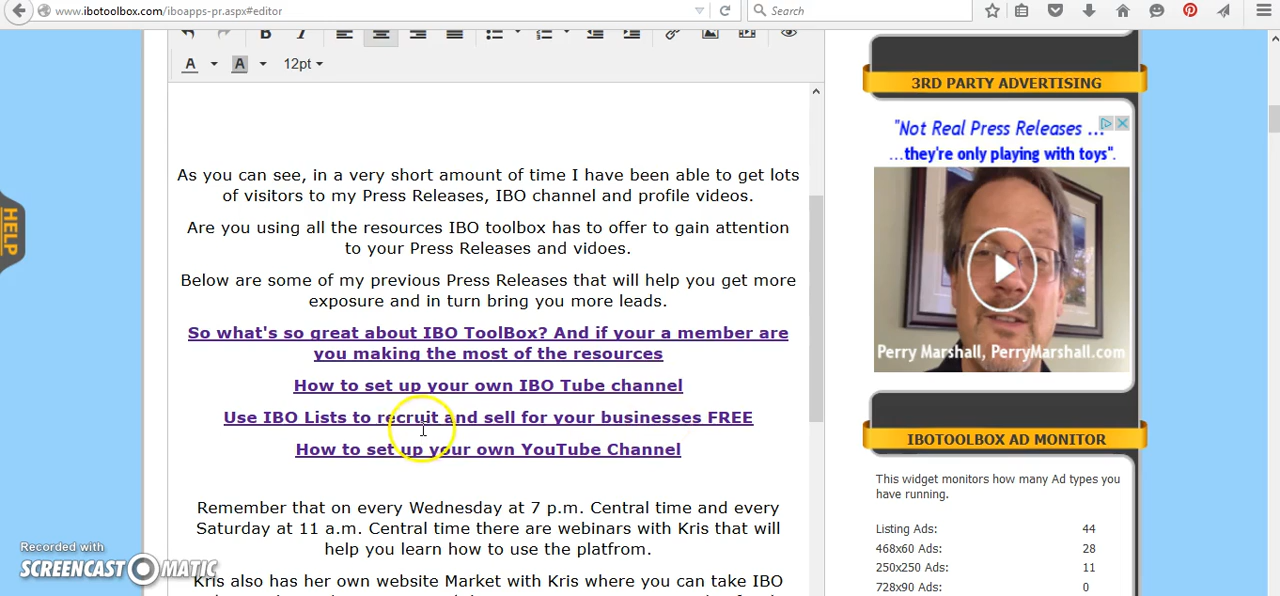 www.ibotoolbox.com/iboapps-pr.aspx#editor
Search
B I
A A 12pt
HELP
As you can see, in a very short amount of time I have been able to get lots
of visitors to my Press Releases, IBO channel and profile videos.
Are you using all the resources IBO toolbox has to offer to gain attention
to your Press Releases and vidoes.
Below are some of my previous Press Releases that will help you get more
exposure and in turn bring you more leads.
So what's so great about IBO ToolBox? And if your a member are
you making the most of the resources
How to set up your own IBO Tube channel
Use IBO Lists to recruit and sell for your businesses FREE
How to set up your own YouTube Channel
Remember that on every Wednesday at 7 p.m. Central time and every
Saturday at 11 a.m. Central time there are webinars with Kris that will
help you learn how to use the platfrom.
Kris also has her own website Market with Kris where you can take IBO
3RD PARTY ADVERTISING
"Not Real Press Releases ...
...they're only playing with toys".
Perry Marshall, PerryMarshall.com
IBOTOOLBOX AD MONITOR
This widget monitors how many Ad types you
have running.
Listing Ads: 44
468x60 Ads: 28
250x250 Ads: 11
728x90 Ads: 0
Recorded with
SCREENCAST-O-MATIC